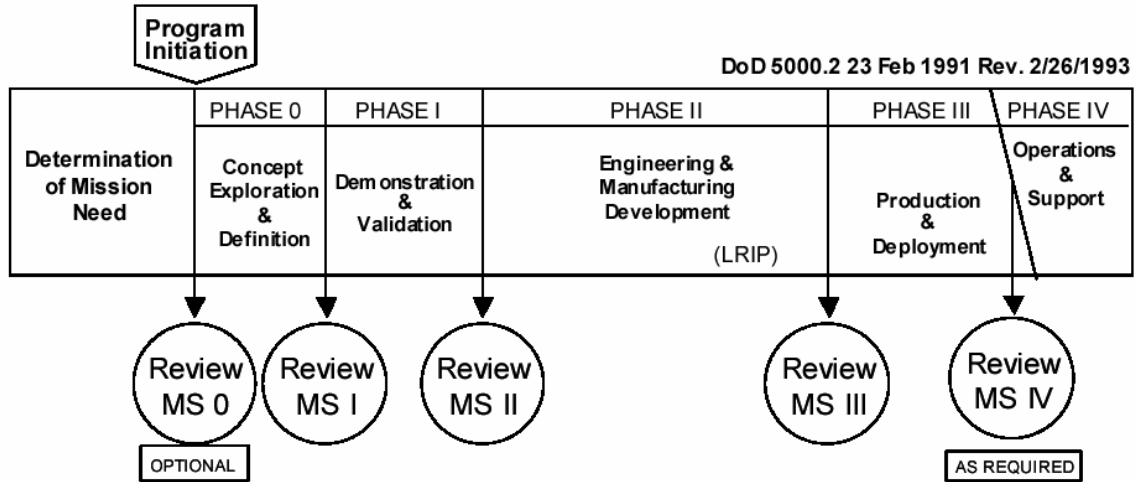 Program
Initiation
DoD 5000.2 23 Feb 1991 Rev. 2/26/1993
PHASE 0
PHASE I
PHASE II
PHASE III
PHASE IV
Determination
of Mission
Need
Concept
Exploration
&
Definition
Demonstration
&
Validation
Engineering &
Manufacturing
Development
(LRIP)
Production
&
Deployment
Operations
&
Support
Review
MS 0
Review
MS I
Review
MS II
Review
MS III
Review
MS IV
OPTIONAL
AS REQUIRED